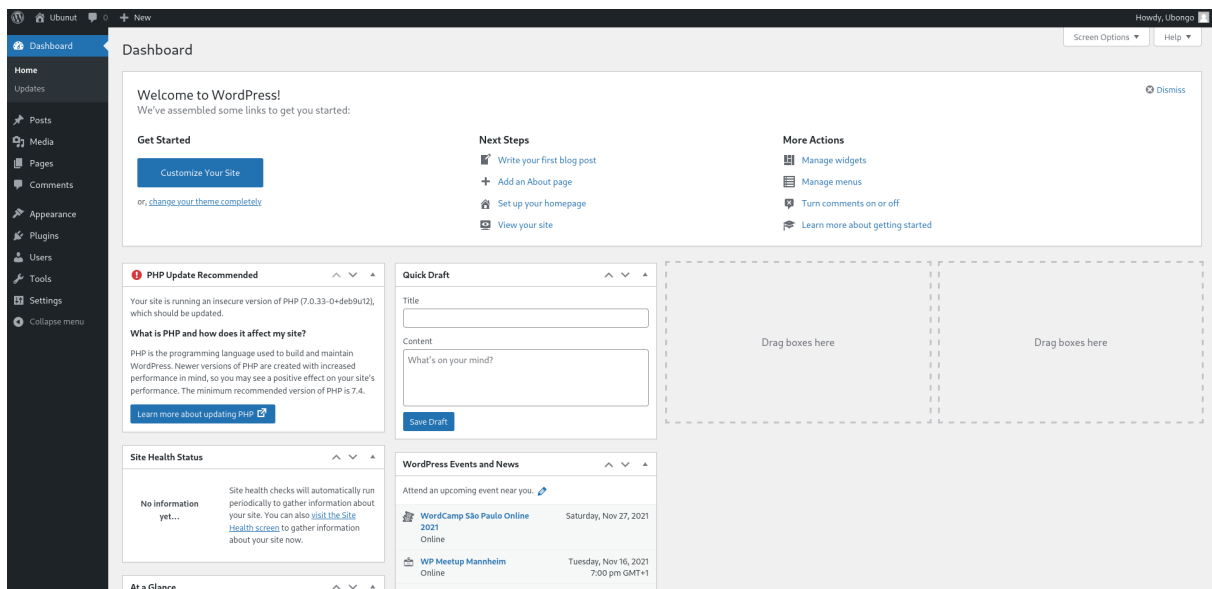 Ubunut 0 + New Howdy, Ubongo
Dashboard
Home
Updates
Posts
Media
Pages
Comments
Appearance
Plugins
Users
Tools
Settings
Collapse menu
Screen Options ▼ Help ▼
Dashboard
Welcome to WordPress!
We've assembled some links to get you started:
Dismiss
Get Started
Customize Your Site
or, change your theme completely
Next Steps
Write your first blog post
Add an About page
Set up your homepage
View your site
More Actions
Manage widgets
Manage menus
Turn comments on or off
Learn more about getting started
PHP Update Recommended
Your site is running an insecure version of PHP (7.0.33-0+deb9u12),
which should be updated.
What is PHP and how does it affect my site?
PHP is the programming language used to build and maintain
WordPress. Newer versions of PHP are created with increased
performance in mind, so you may see a positive effect on your site's
performance. The minimum recommended version of PHP is 7.4.
Learn more about updating PHP
Site Health Status
No information
yet...
Site health checks will automatically run
periodically to gather information about
your site. You can also visit the Site
Health screen to gather information
about your site now.
At a Glance
Quick Draft
Title
Content
What's on your mind?
Save Draft
WordPress Events and News
Attend an upcoming event near you.
WordCamp São Paulo Online Saturday, Nov 27, 2021
2021
Online
WP Meetup Mannheim Tuesday, Nov 16, 2021
Online 7:00 pm GMT+1
Drag boxes here
Drag boxes here